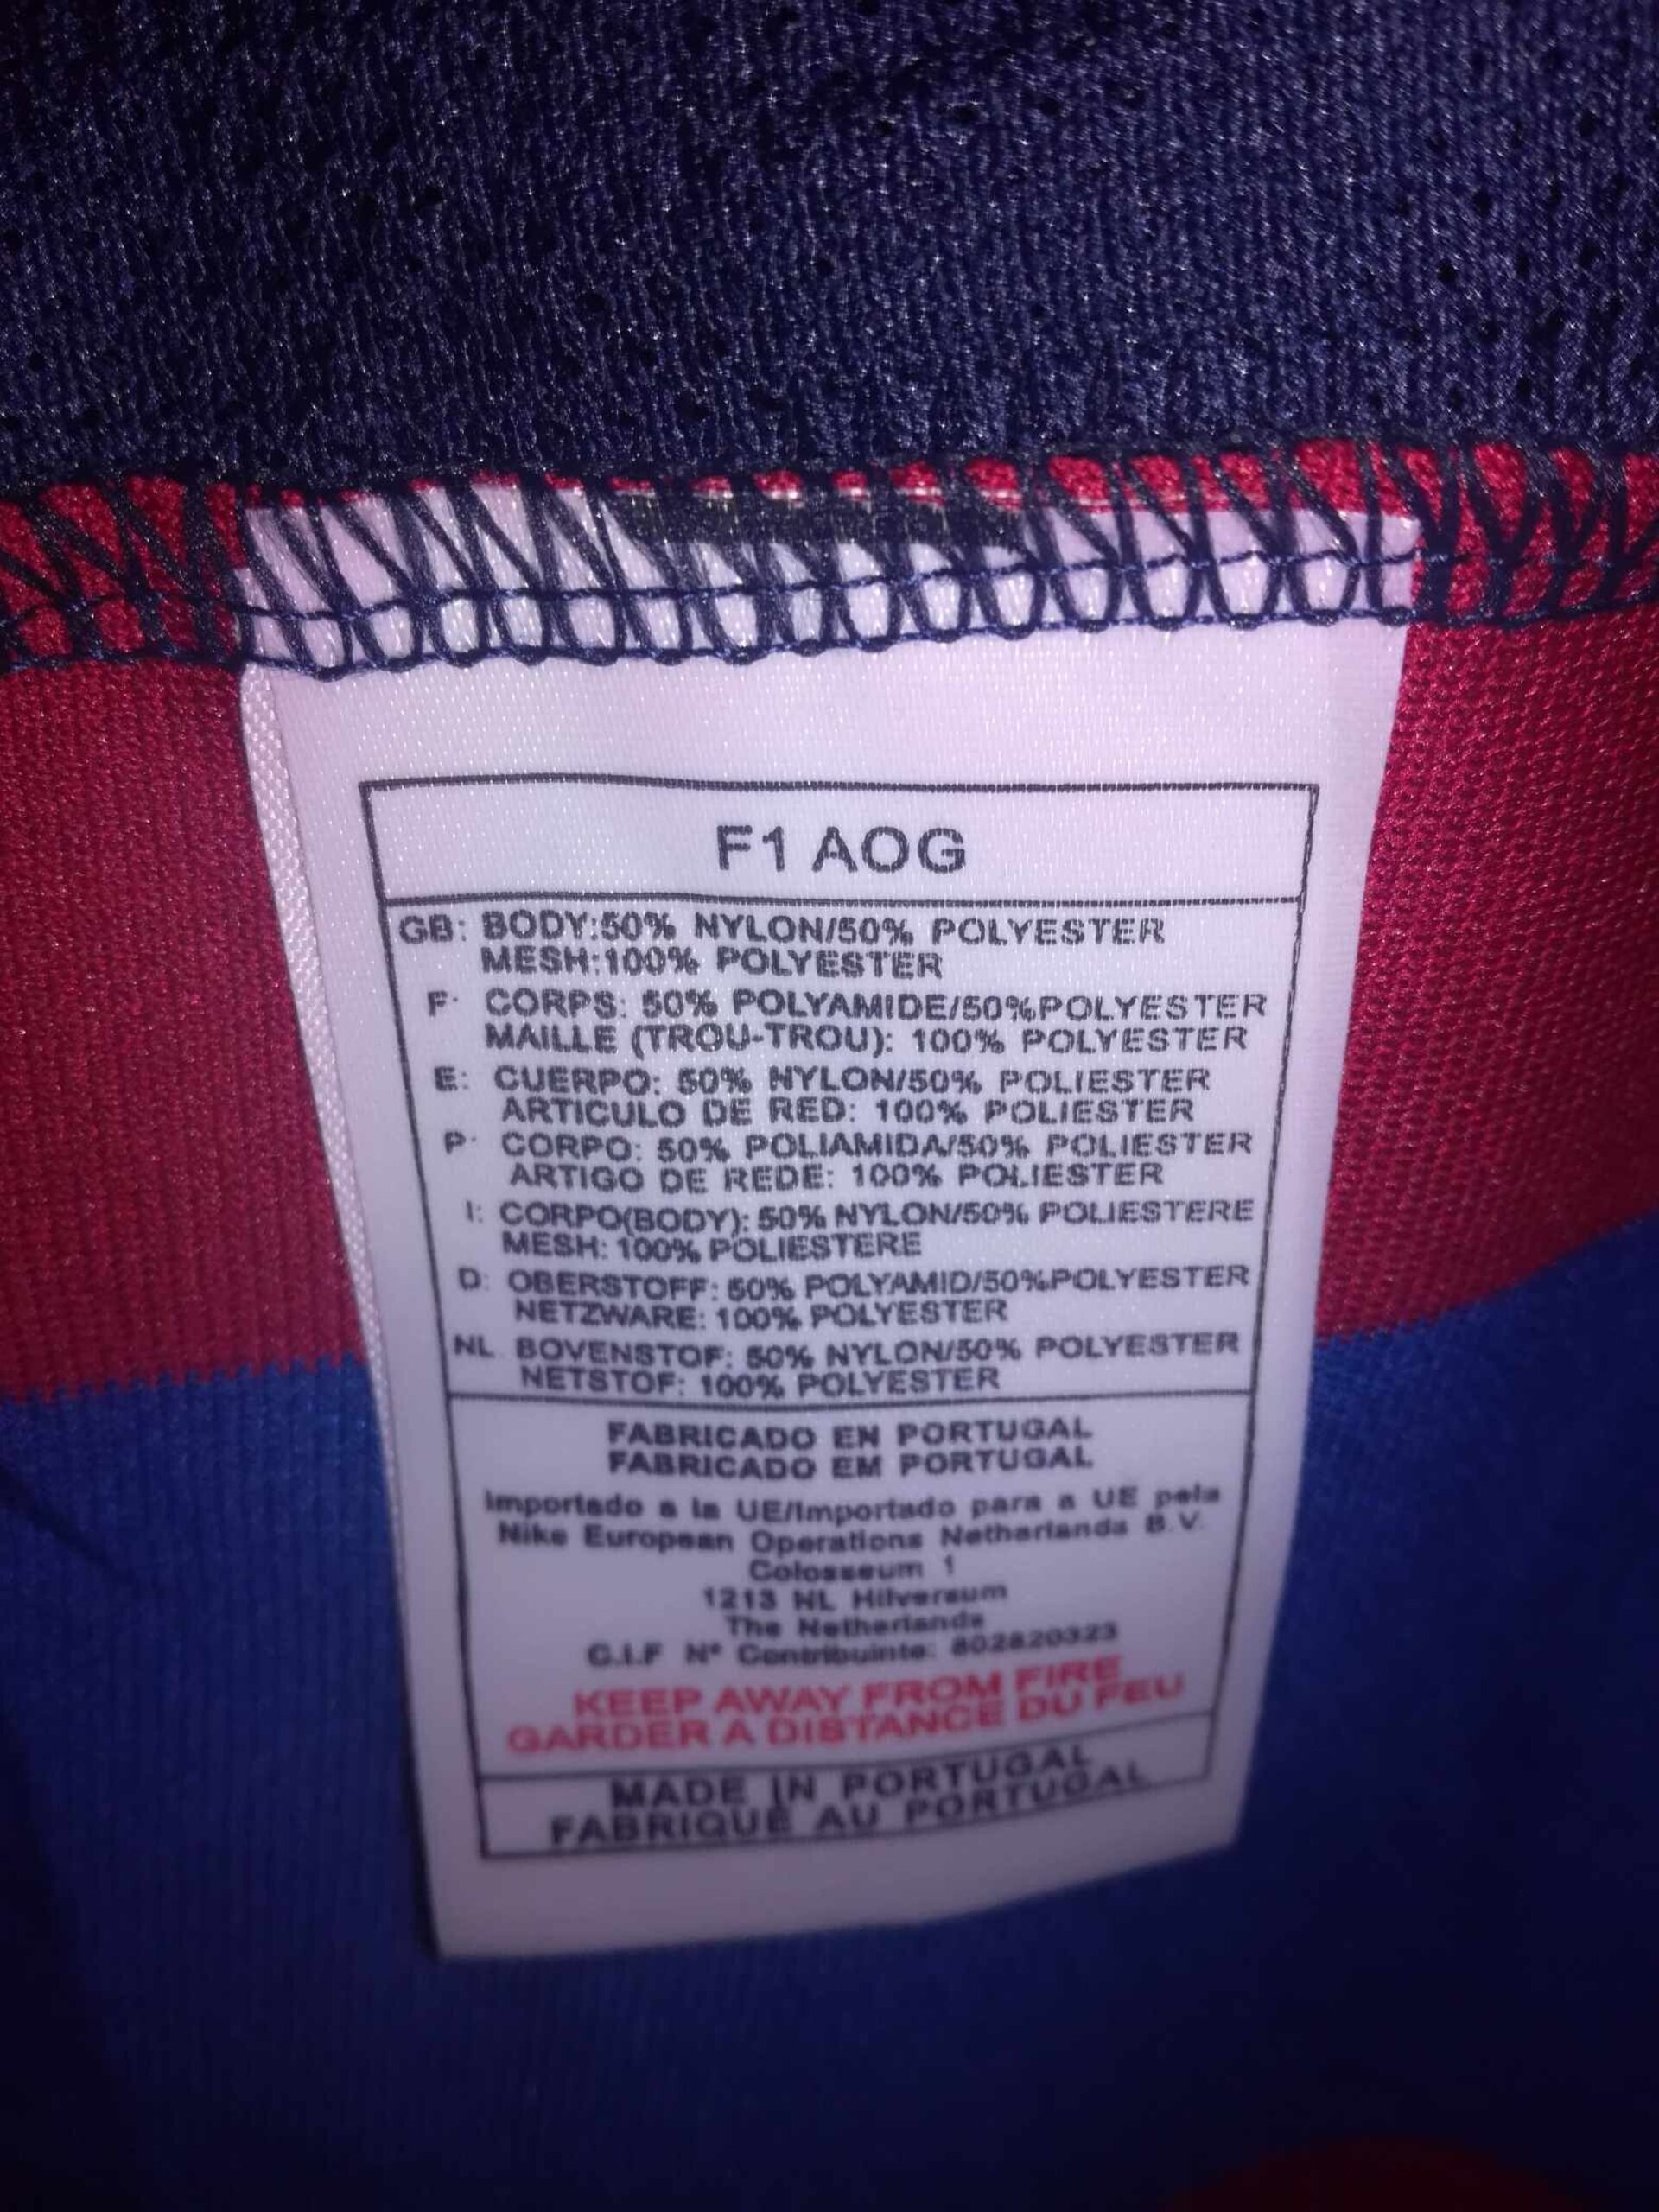 F1 AOG
GB: BODY:50% NYLON/50% POLYESTER
MESH:100% POLYESTER
F: CORPS: 50% POLYAMIDE/50%POLYESTER
MAILLE (TROU-TROU): 100% POLYESTER
E: CUERPO: 50% NYLON/50% POLIESTER
ARTICULO DE RED: 100% POLIESTER
P: CORPO: 50% POLIAMIDA/50% POLIESTER
ARTIGO DE REDE: 100% POLIESTER
I: CORPO(BODY): 50% NYLON/50% POLIESTERE
MESH: 100% POLIESTERE
D: OBERSTOFF: 50% POLYAMID/50%POLYESTER
NETZWARE: 100% POLYESTER
NL BOVENSTOF: 50% NYLON/50% POLYESTER
NETSTOF: 100% POLYESTER
FABRICADO EN PORTUGAL
FABRICADO EM PORTUGAL
Importado a la UE/Importado para a UE pela
Nike European Operations Netherlands B.V.
Colosseum 1
1213 NL Hilversum
The Netherlands
C.I.F Nº Contribuinte: 802820323
KEEP AWAY FROM FIRE
GARDER A DISTANCE DU FEU
MADE IN PORTUGAL
FABRIQUÉ AU PORTUGAL